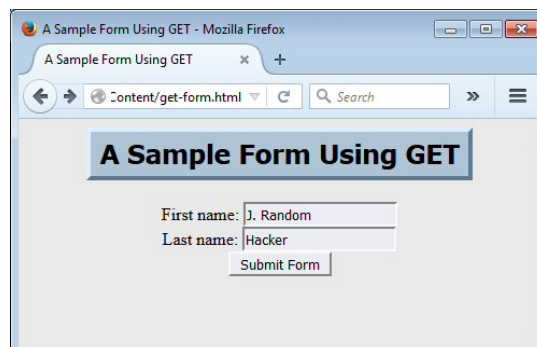 A Sample Form Using GET - Mozilla Firefox
A Sample Form Using GET × +
Content/get-form.html Search »
A Sample Form Using GET
First name: J. Random
Last name: Hacker
Submit Form